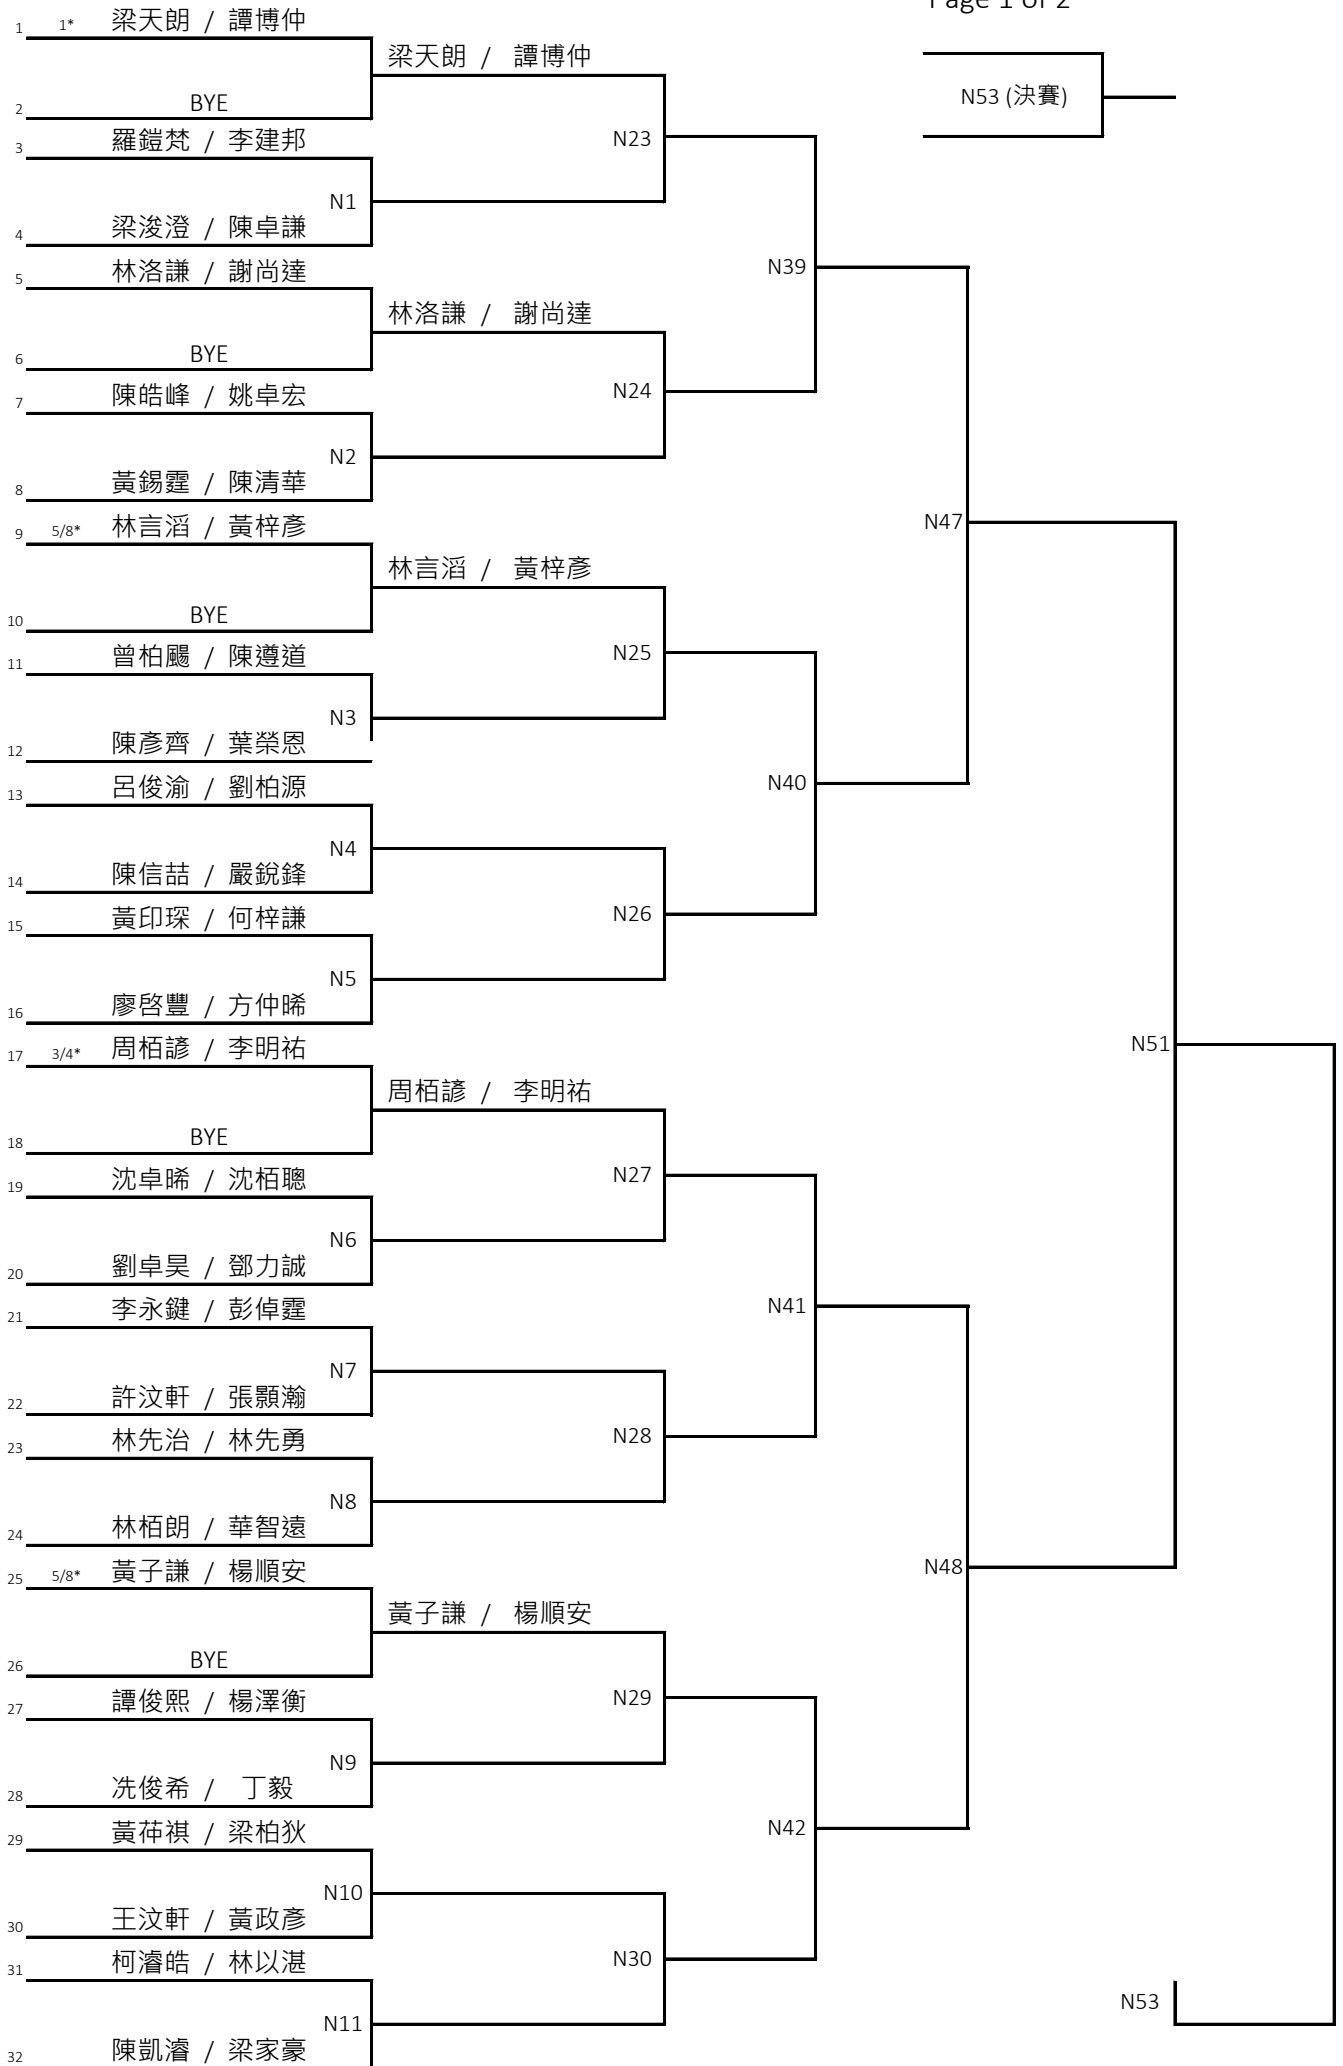 Page 1 of 2
1 1* 梁天朗 / 譚博仲
梁天朗 / 譚博仲
N53 (決賽)
2 BYE
3 羅鎧梵 / 李建邦
N23
N1
4 梁浚澄 / 陳卓謙
5 林洛謙 / 謝尚達
N39
林洛謙 / 謝尚達
6 BYE
7 陳皓峰 / 姚卓宏
N24
N2
8 黃錫霆 / 陳清華
9 5/8* 林言滔 / 黃梓彥
N47
林言滔 / 黃梓彥
10 BYE
11 曾柏颺 / 陳遵道
N25
N3
12 陳彥齊 / 葉榮恩
13 呂俊渝 / 劉柏源
N40
N4
14 陳信喆 / 嚴銳鋒
15 黃印琛 / 何梓謙
N26
N5
16 廖啓豐 / 方仲晞
17 3/4* 周栢諺 / 李明祐
N51
周栢諺 / 李明祐
18 BYE
19 沈卓晞 / 沈栢聰
N27
N6
20 劉卓昊 / 鄧力誠
21 李永鍵 / 彭倬霆
N41
N7
22 許汶軒 / 張顥瀚
23 林先治 / 林先勇
N28
N8
24 林栢朗 / 華智遠
25 5/8* 黃子謙 / 楊順安
N48
黃子謙 / 楊順安
26 BYE
27 譚俊熙 / 楊澤衡
N29
N9
28 冼俊希 / 丁毅
29 黃茽祺 / 梁柏狄
N42
N10
30 王汶軒 / 黃政彥
31 柯濬皓 / 林以湛
N30
N53
N11
32 陳凱濬 / 梁家豪